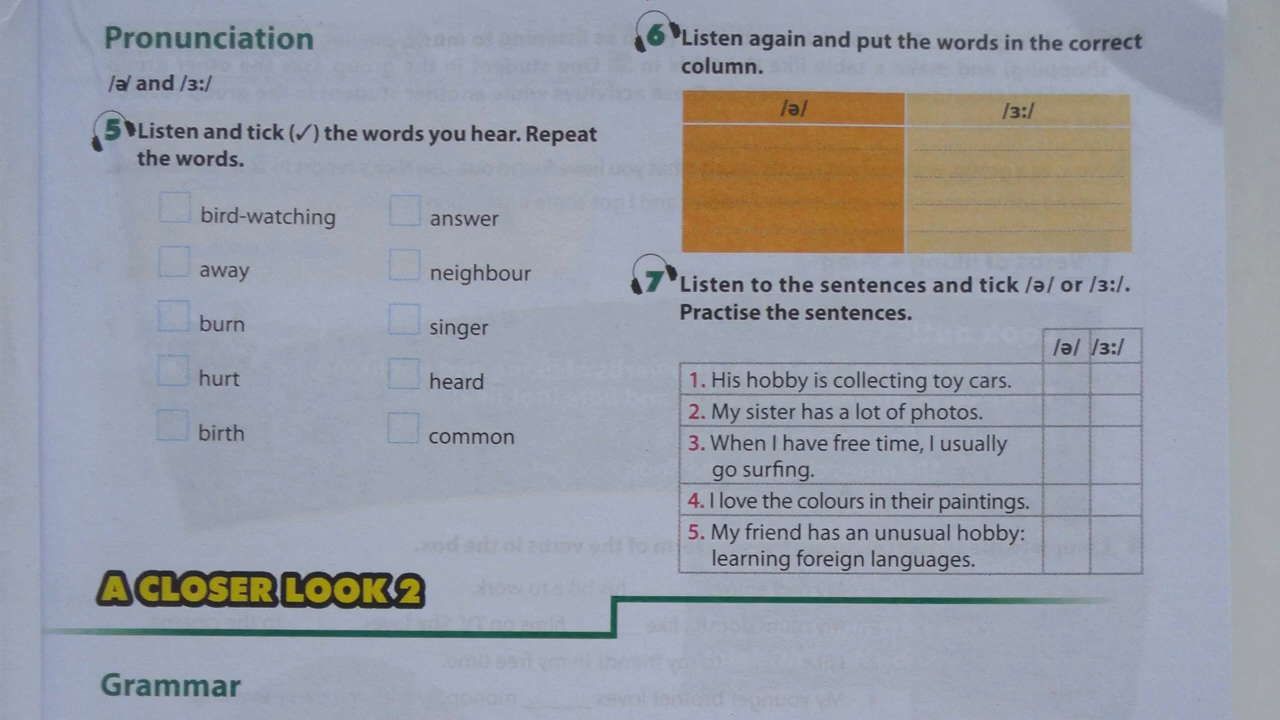 Pronunciation
/ə/ and /ɜ:/
5 Listen and tick (✓) the words you hear. Repeat
the words.
bird-watching
away
burn
hurt
birth
answer
neighbour
singer
heard
common
6 Listen again and put the words in the correct
column.
/ə/ /ɜ:/
7 Listen to the sentences and tick /ə/ or /ɜ:/.
Practise the sentences.
/ə/ /ɜ:/
1. His hobby is collecting toy cars.
2. My sister has a lot of photos.
3. When I have free time, I usually
go surfing.
4. I love the colours in their paintings.
5. My friend has an unusual hobby:
learning foreign languages.
A CLOSER LOOK 2
Grammar